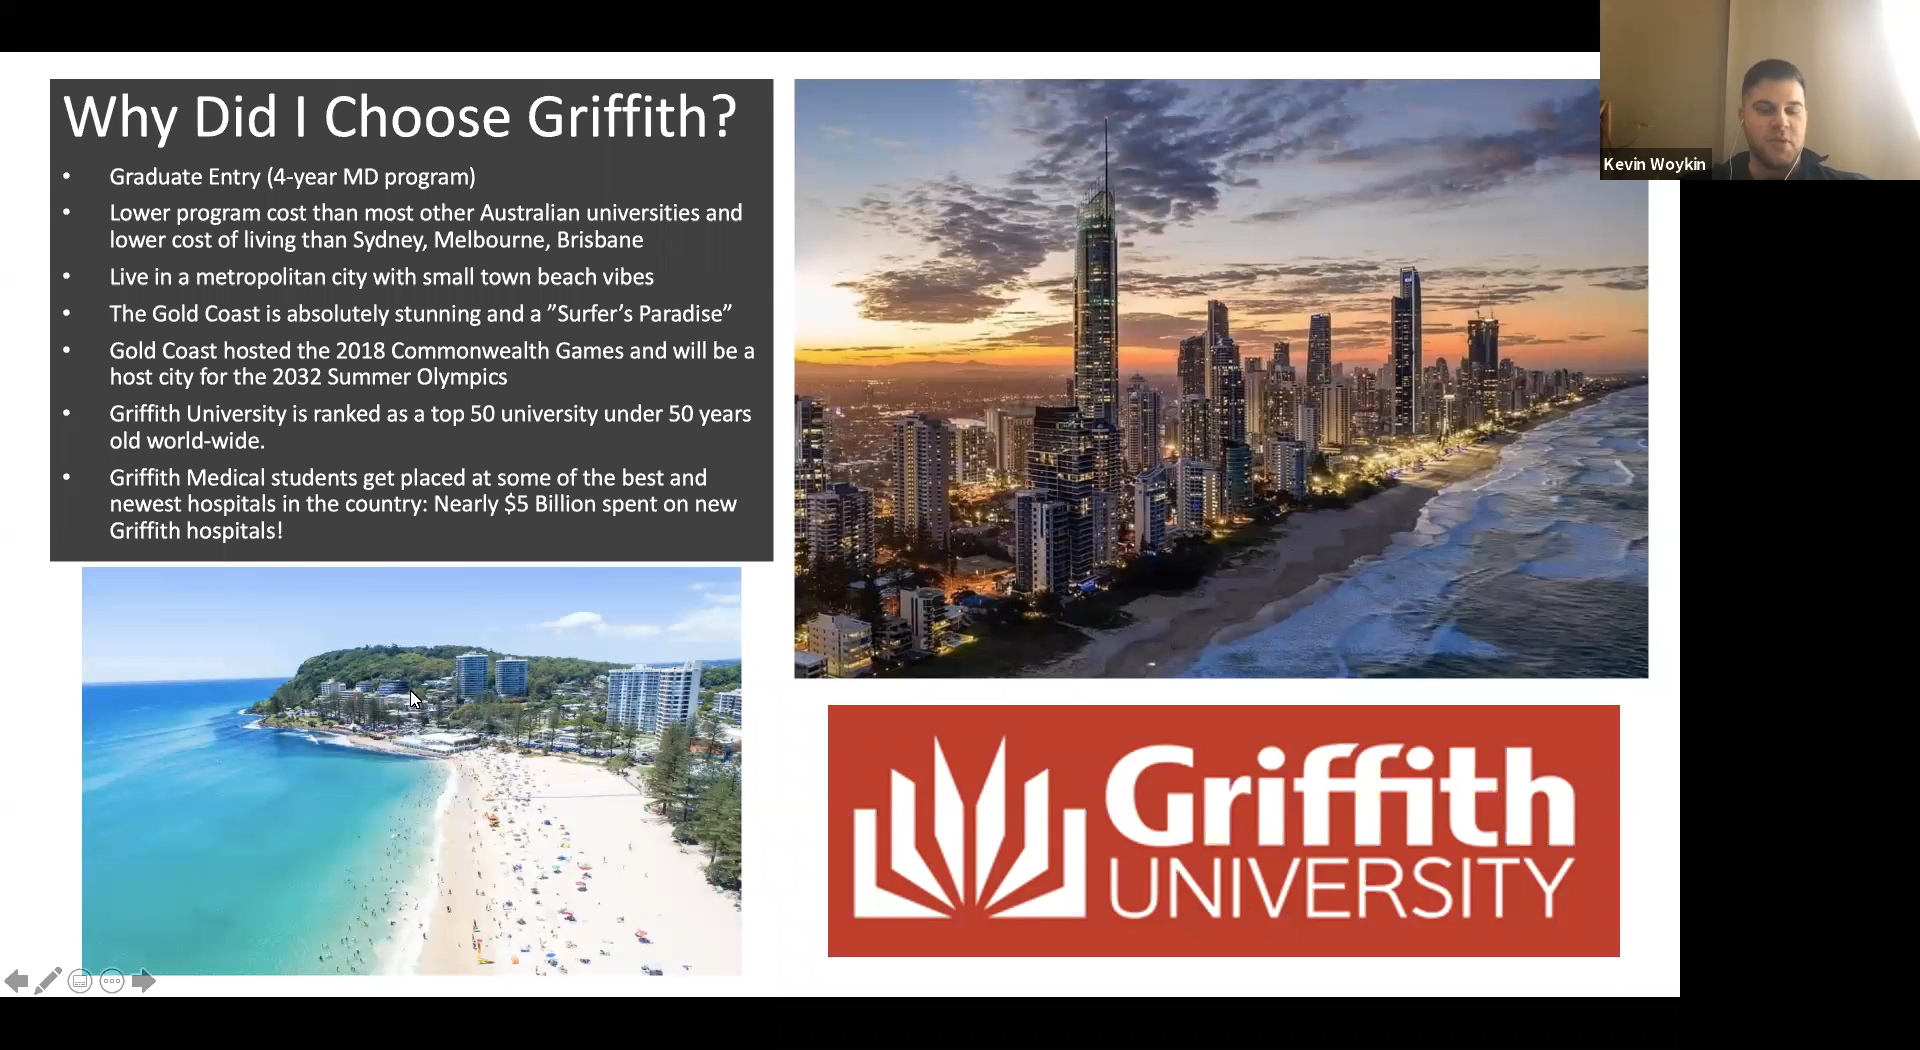 Why Did I Choose Griffith?
• Graduate Entry (4-year MD program)
• Lower program cost than most other Australian universities and
lower cost of living than Sydney, Melbourne, Brisbane
• Live in a metropolitan city with small town beach vibes
• The Gold Coast is absolutely stunning and a ”Surfer’s Paradise”
• Gold Coast hosted the 2018 Commonwealth Games and will be a
host city for the 2032 Summer Olympics
• Griffith University is ranked as a top 50 university under 50 years
old world-wide.
• Griffith Medical students get placed at some of the best and
newest hospitals in the country: Nearly $5 Billion spent on new
Griffith hospitals!
Kevin Woykin
Griffith
UNIVERSITY